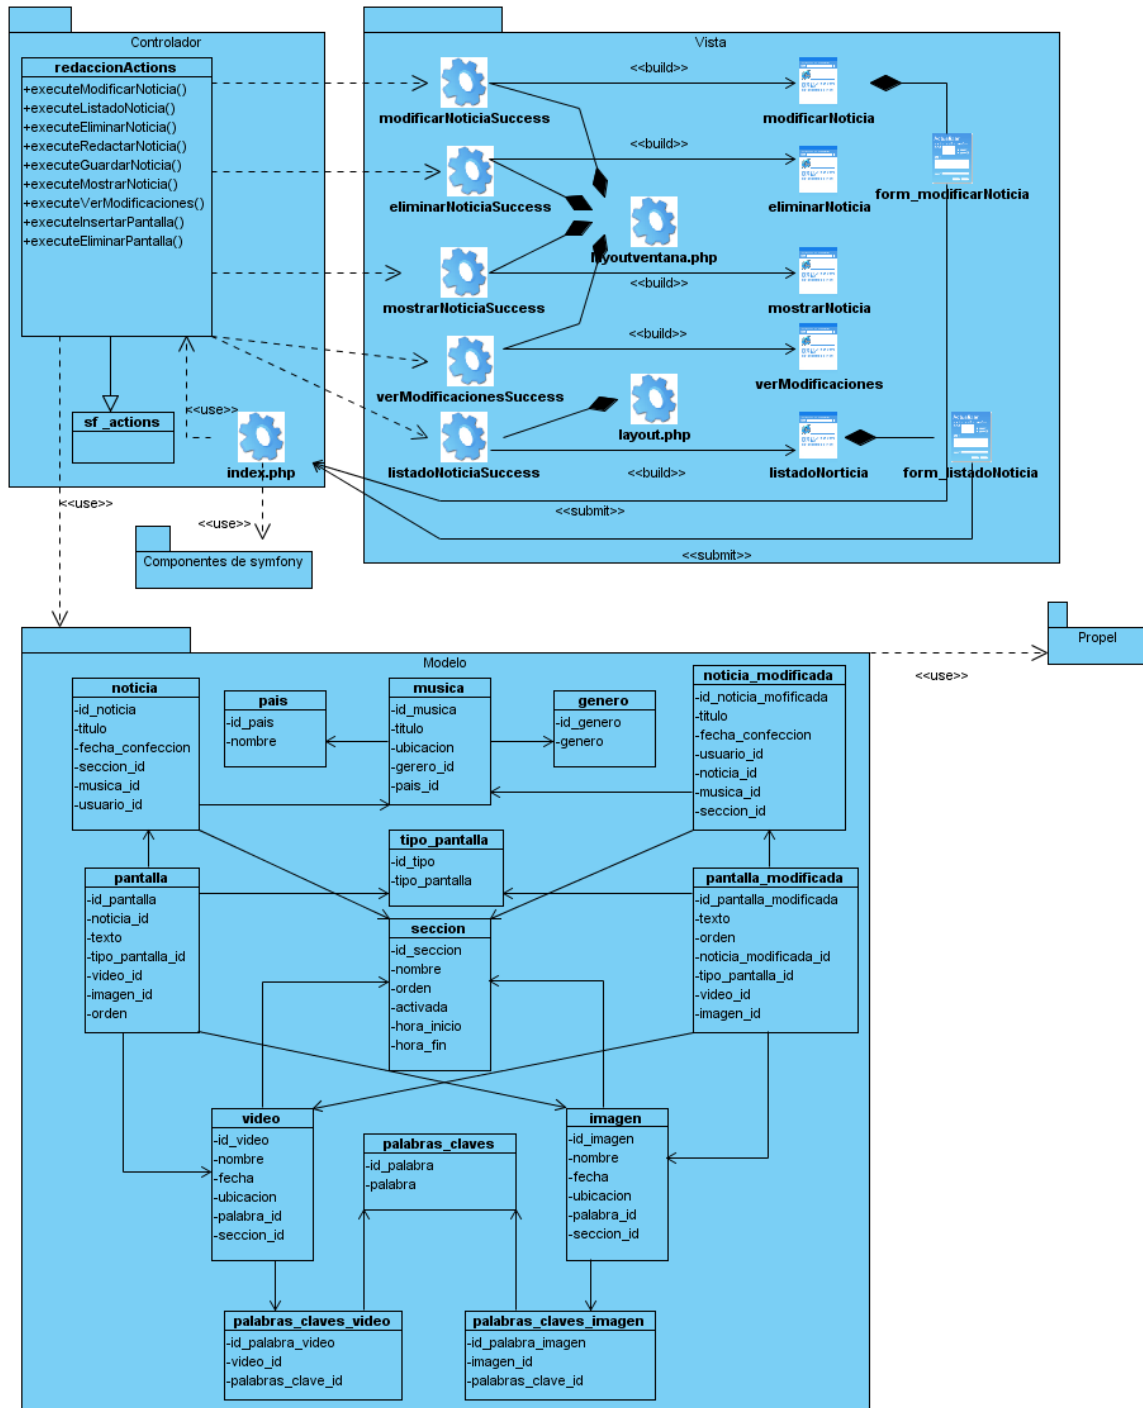 Controlador
redaccionActions
+executeModificarNoticia()
+executeListadoNoticia()
+executeEliminarNoticia()
+executeRedactarNoticia()
+executeGuardarNoticia()
+executeMostrarNoticia()
+executeVerModificaciones()
+executeInsertarPantalla()
+executeEliminarPantalla()
sf_actions
<<use>>
index.php
<<use>>
<<use>>
Componentes de symfony
Vista
modificarNoticiaSuccess
<<build>>
modificarNoticia
eliminarNoticiaSuccess
<<build>>
eliminarNoticia
form_modificarNoticia
layoutventana.php
mostrarNoticiaSuccess
<<build>>
mostrarNoticia
verModificacionesSuccess
<<build>>
verModificaciones
layout.php
listadoNoticiaSuccess
<<build>>
listadoNorticia
form_listadoNoticia
<<submit>>
<<submit>>
Propel
<<use>>
Modelo
noticia
-id_noticia
-titulo
-fecha_confeccion
-seccion_id
-musica_id
-usuario_id
pais
-id_pais
-nombre
musica
-id_musica
-titulo
-ubicacion
-gerero_id
-pais_id
genero
-id_genero
-genero
noticia_modificada
-id_noticia_mofificada
-titulo
-fecha_confeccion
-usuario_id
-noticia_id
-musica_id
-seccion_id
tipo_pantalla
-id_tipo
-tipo_pantalla
pantalla
-id_pantalla
-noticia_id
-texto
-tipo_pantalla_id
-video_id
-imagen_id
-orden
seccion
-id_seccion
-nombre
-orden
-activada
-hora_inicio
-hora_fin
pantalla_modificada
-id_pantalla_modificada
-texto
-orden
-noticia_modificada_id
-tipo_pantalla_id
-video_id
-imagen_id
video
-id_video
-nombre
-fecha
-ubicacion
-palabra_id
-seccion_id
palabras_claves
-id_palabra
-palabra
imagen
-id_imagen
-nombre
-fecha
-ubicacion
-palabra_id
-seccion_id
palabras_claves_video
-id_palabra_video
-video_id
-palabras_clave_id
palabras_claves_imagen
-id_palabra_imagen
-imagen_id
-palabras_clave_id